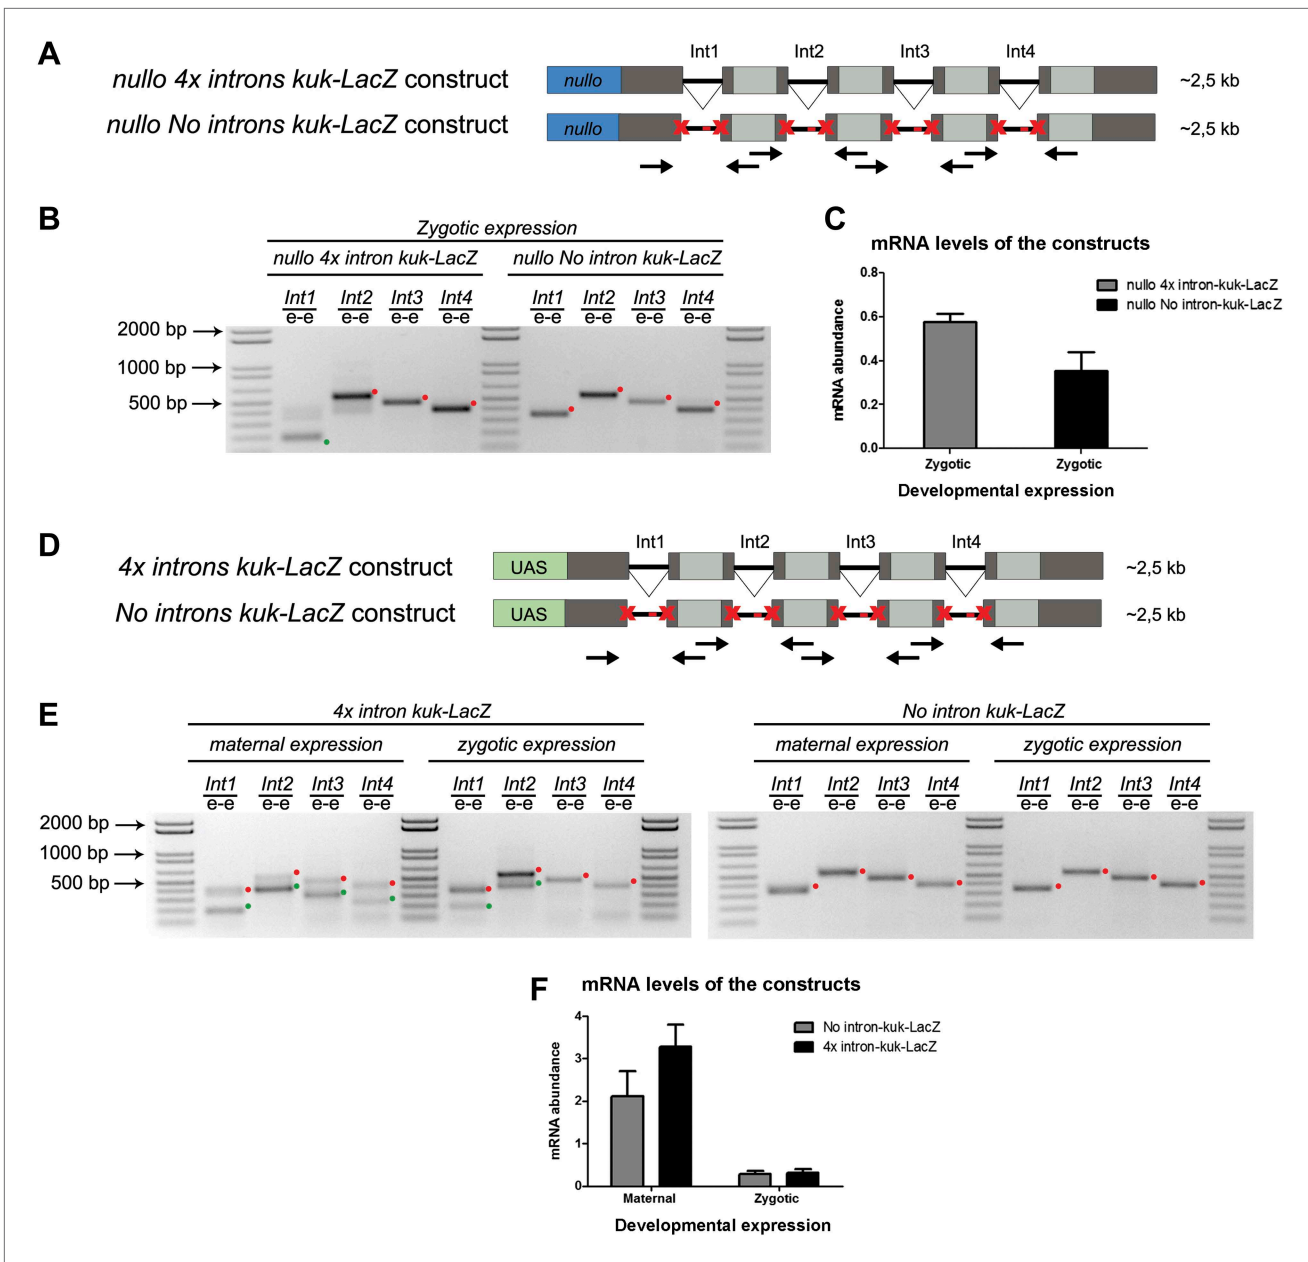 A
Int1 Int2 Int3 Int4
nullo 4x introns kuk-LacZ construct nullo ~2,5 kb
nullo No introns kuk-LacZ construct nullo ~2,5 kb
B
Zygotic expression
nullo 4x intron kuk-LacZ nullo No intron kuk-LacZ
Int1 Int2 Int3 Int4 Int1 Int2 Int3 Int4
e-e e-e e-e e-e e-e e-e e-e e-e
2000 bp
1000 bp
500 bp
C
mRNA levels of the constructs
nullo 4x intron-kuk-LacZ
nullo No intron-kuk-LacZ
mRNA abundance
0.8
0.6
0.4
0.2
0.0
Zygotic Zygotic
Developmental expression
D
Int1 Int2 Int3 Int4
4x introns kuk-LacZ construct UAS ~2,5 kb
No introns kuk-LacZ construct UAS ~2,5 kb
E
4x intron kuk-LacZ No intron kuk-LacZ
maternal expression zygotic expression maternal expression zygotic expression
Int1 Int2 Int3 Int4 Int1 Int2 Int3 Int4 Int1 Int2 Int3 Int4 Int1 Int2 Int3 Int4
e-e e-e e-e e-e e-e e-e e-e e-e e-e e-e e-e e-e e-e e-e e-e e-e
2000 bp
1000 bp
500 bp
F
mRNA levels of the constructs
No intron-kuk-LacZ
4x intron-kuk-LacZ
mRNA abundance
4
3
2
1
0
Maternal Zygotic
Developmental expression